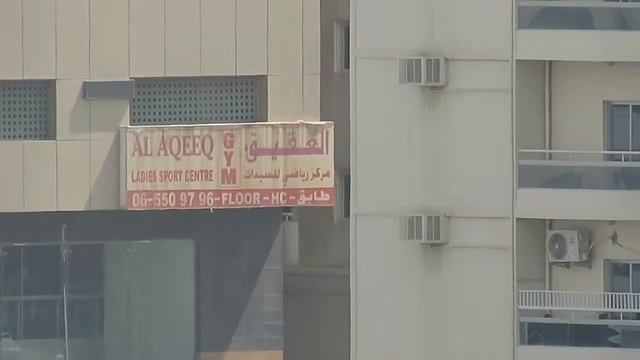 AL AQEEQ GYM العقيق
LADIES SPORT CENTRE مركز رياضي للسيدات
06-550 97 96-FLOOR-HC-طابق